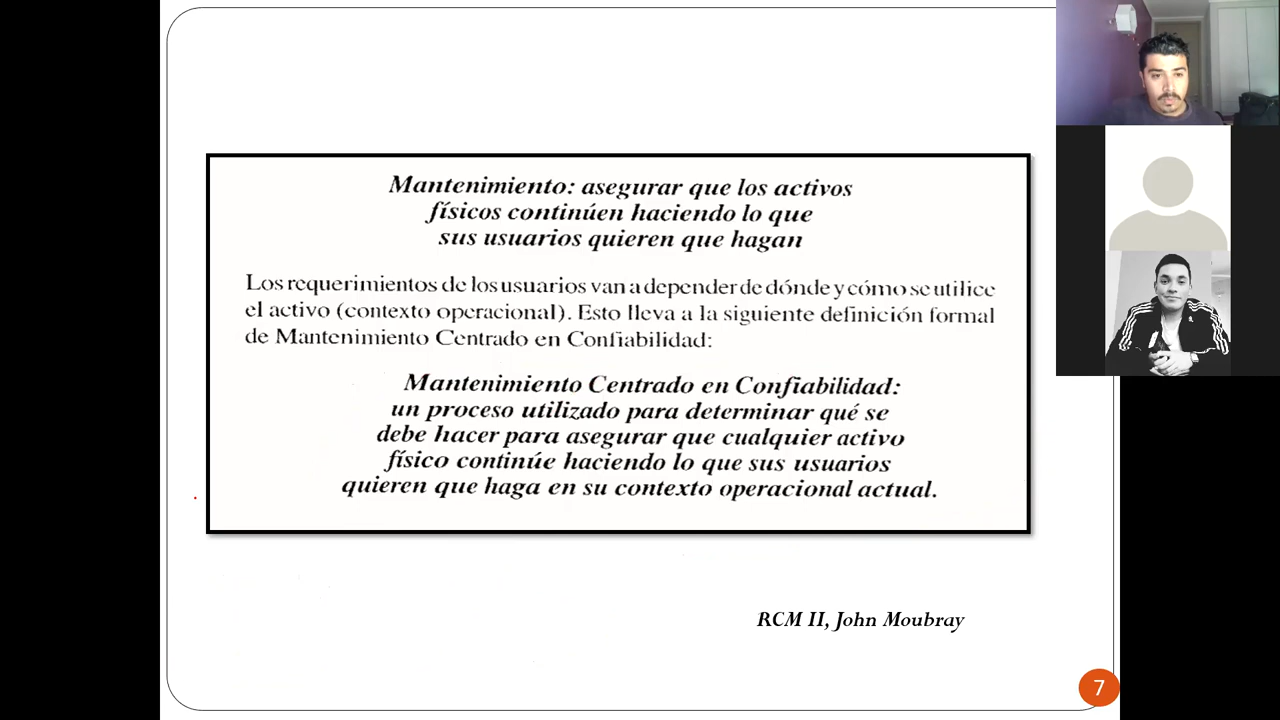 Mantenimiento: asegurar que los activos
físicos continúen haciendo lo que
sus usuarios quieren que hagan
Los requerimientos de los usuarios van a depender de dónde y cómo se utilice
el activo (contexto operacional). Esto lleva a la siguiente definición formal
de Mantenimiento Centrado en Confiabilidad:
Mantenimiento Centrado en Confiabilidad:
un proceso utilizado para determinar qué se
debe hacer para asegurar que cualquier activo
físico continúe haciendo lo que sus usuarios
quieren que haga en su contexto operacional actual.
RCM II, John Moubray
7